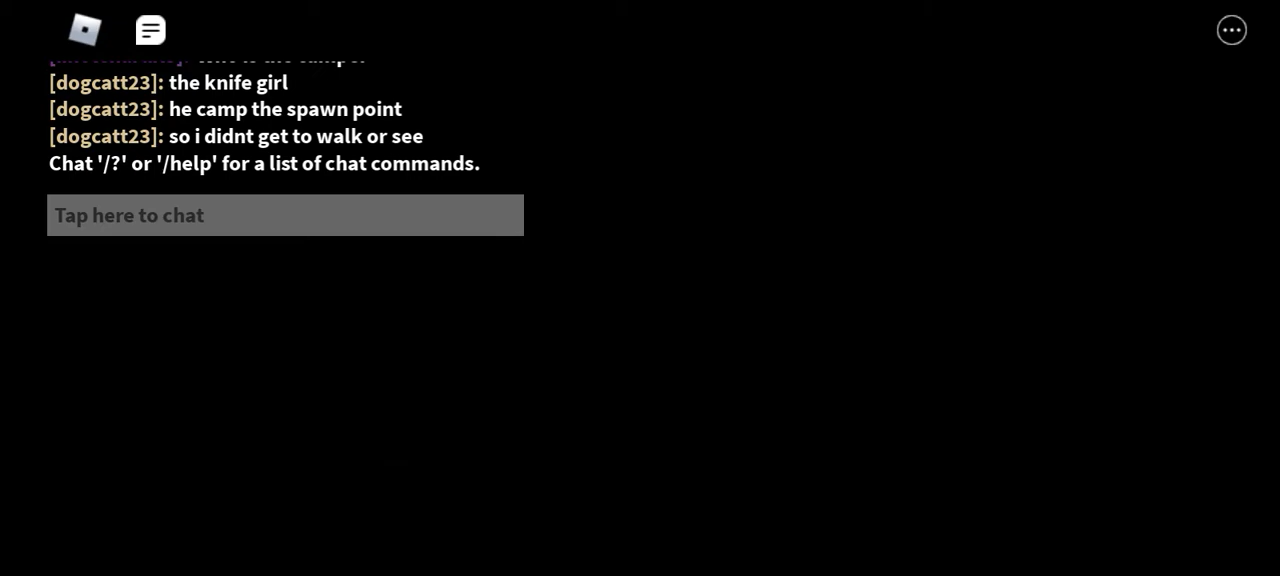 [dogcatt23]: the knife girl
[dogcatt23]: he camp the spawn point
[dogcatt23]: so i didnt get to walk or see
Chat '/?' or '/help' for a list of chat commands.
Tap here to chat